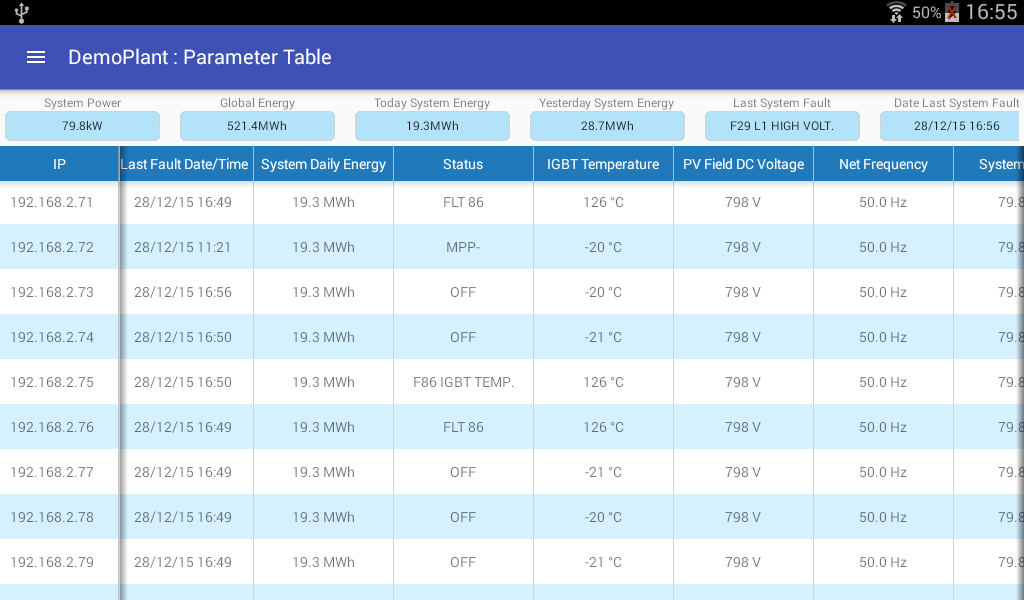 50% 16:55
DemoPlant : Parameter Table
System Power Global Energy Today System Energy Yesterday System Energy Last System Fault Date Last System Fault
79.8kW 521.4MWh 19.3MWh 28.7MWh F29 L1 HIGH VOLT. 28/12/15 16:56
IP Last Fault Date/Time System Daily Energy Status IGBT Temperature PV Field DC Voltage Net Frequency System
192.168.2.71 28/12/15 16:49 19.3 MWh FLT 86 126 °C 798 V 50.0 Hz 79.8
192.168.2.72 28/12/15 11:21 19.3 MWh MPP- -20 °C 798 V 50.0 Hz 79.8
192.168.2.73 28/12/15 16:56 19.3 MWh OFF -20 °C 798 V 50.0 Hz 79.8
192.168.2.74 28/12/15 16:50 19.3 MWh OFF -21 °C 798 V 50.0 Hz 79.8
192.168.2.75 28/12/15 16:50 19.3 MWh F86 IGBT TEMP. 126 °C 798 V 50.0 Hz 79.8
192.168.2.76 28/12/15 16:49 19.3 MWh FLT 86 126 °C 798 V 50.0 Hz 79.8
192.168.2.77 28/12/15 16:49 19.3 MWh OFF -21 °C 798 V 50.0 Hz 79.8
192.168.2.78 28/12/15 16:49 19.3 MWh OFF -20 °C 798 V 50.0 Hz 79.8
192.168.2.79 28/12/15 16:49 19.3 MWh OFF -21 °C 798 V 50.0 Hz 79.8